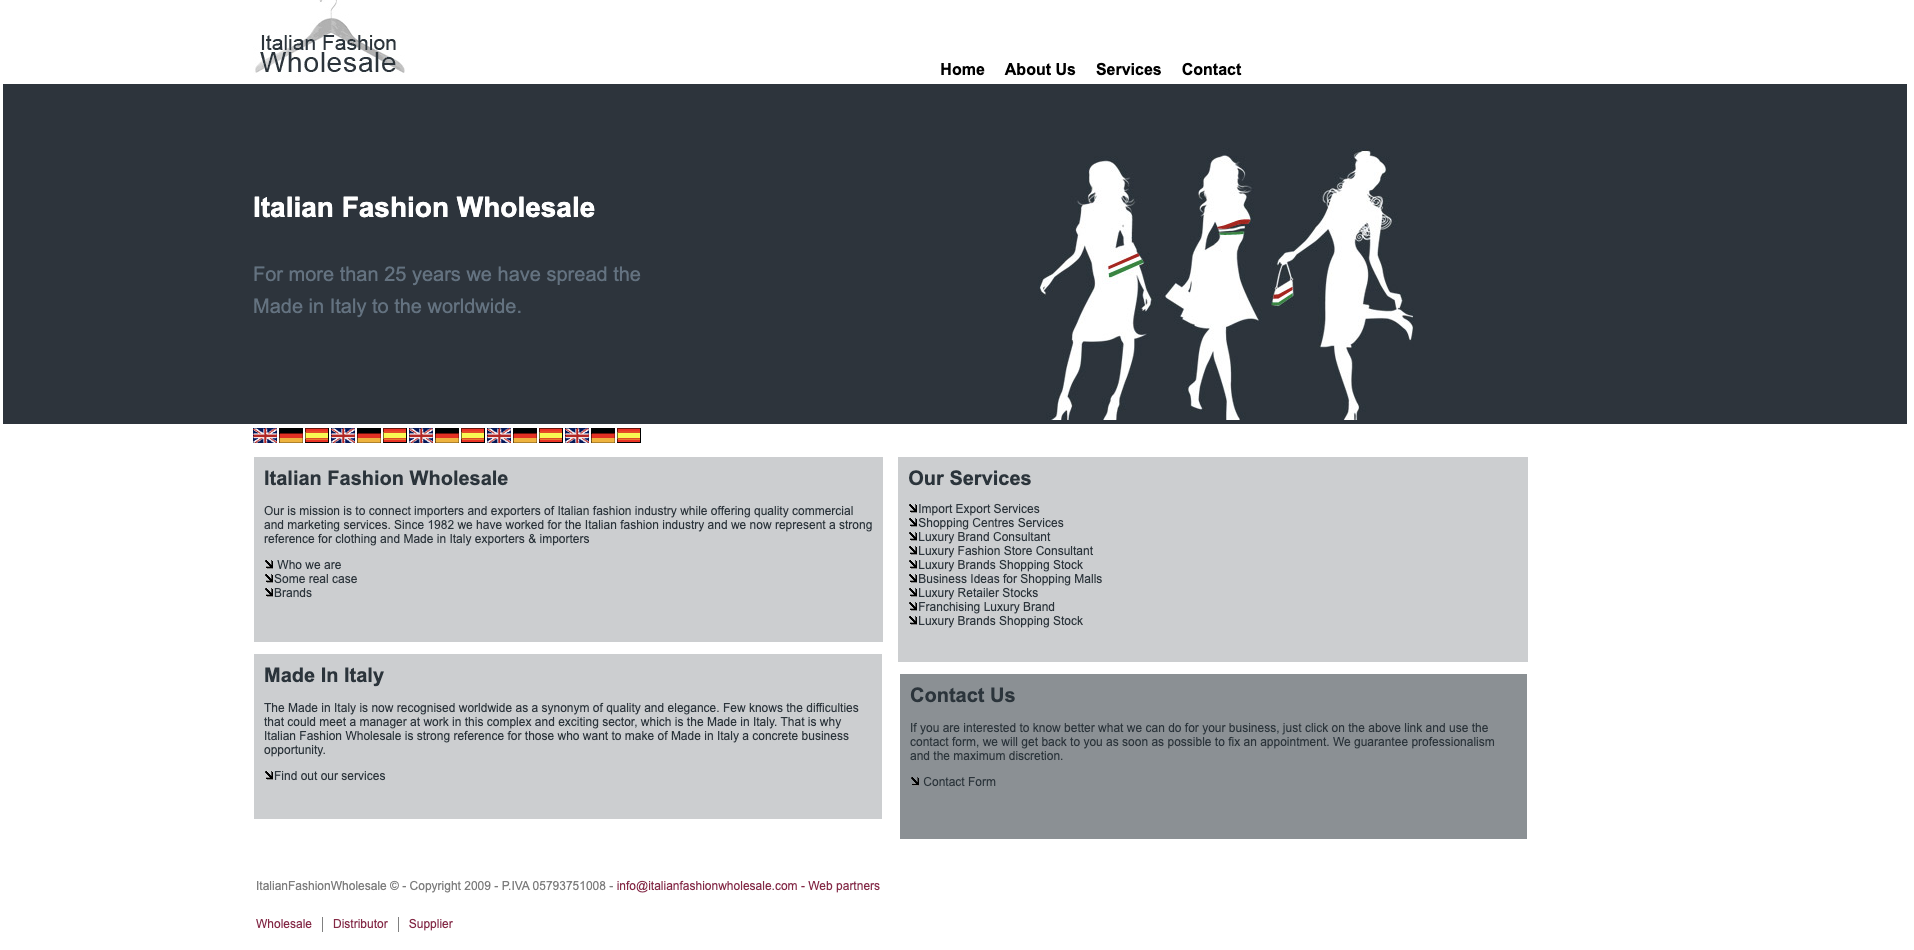 Italian Fashion
Wholesale
Home About Us Services Contact
Italian Fashion Wholesale
For more than 25 years we have spread the
Made in Italy to the worldwide.
Italian Fashion Wholesale
Our is mission is to connect importers and exporters of Italian fashion industry while offering quality commercial
and marketing services. Since 1982 we have worked for the Italian fashion industry and we now represent a strong
reference for clothing and Made in Italy exporters & importers
Who we are
Some real case
Brands
Our Services
Import Export Services
Shopping Centres Services
Luxury Brand Consultant
Luxury Fashion Store Consultant
Luxury Brands Shopping Stock
Business Ideas for Shopping Malls
Luxury Retailer Stocks
Franchising Luxury Brand
Luxury Brands Shopping Stock
Made In Italy
The Made in Italy is now recognised worldwide as a synonym of quality and elegance. Few knows the difficulties
that could meet a manager at work in this complex and exciting sector, which is the Made in Italy. That is why
Italian Fashion Wholesale is strong reference for those who want to make of Made in Italy a concrete business
opportunity.
Find out our services
Contact Us
If you are interested to know better what we can do for your business, just click on the above link and use the
contact form, we will get back to you as soon as possible to fix an appointment. We guarantee professionalism
and the maximum discretion.
Contact Form
ItalianFashionWholesale © - Copyright 2009 - P.IVA 05793751008 - info@italianfashionwholesale.com - Web partners
Wholesale | Distributor | Supplier